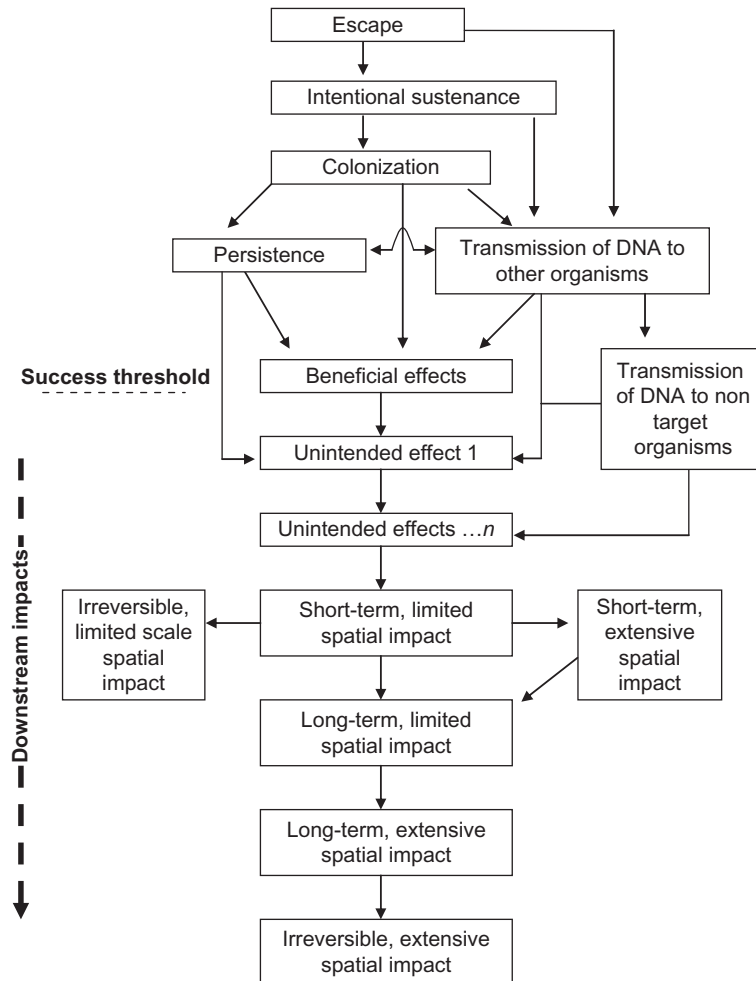 Escape
Intentional sustenance
Colonization
Persistence
Transmission of DNA to
other organisms
Success threshold
Beneficial effects
Transmission
of DNA to non
target
organisms
Unintended effect 1
Unintended effects …n
Downstream impacts
Irreversible,
limited scale
spatial
impact
Short-term, limited
spatial impact
Short-term,
extensive
spatial
impact
Long-term, limited
spatial impact
Long-term, extensive
spatial impact
Irreversible, extensive
spatial impact